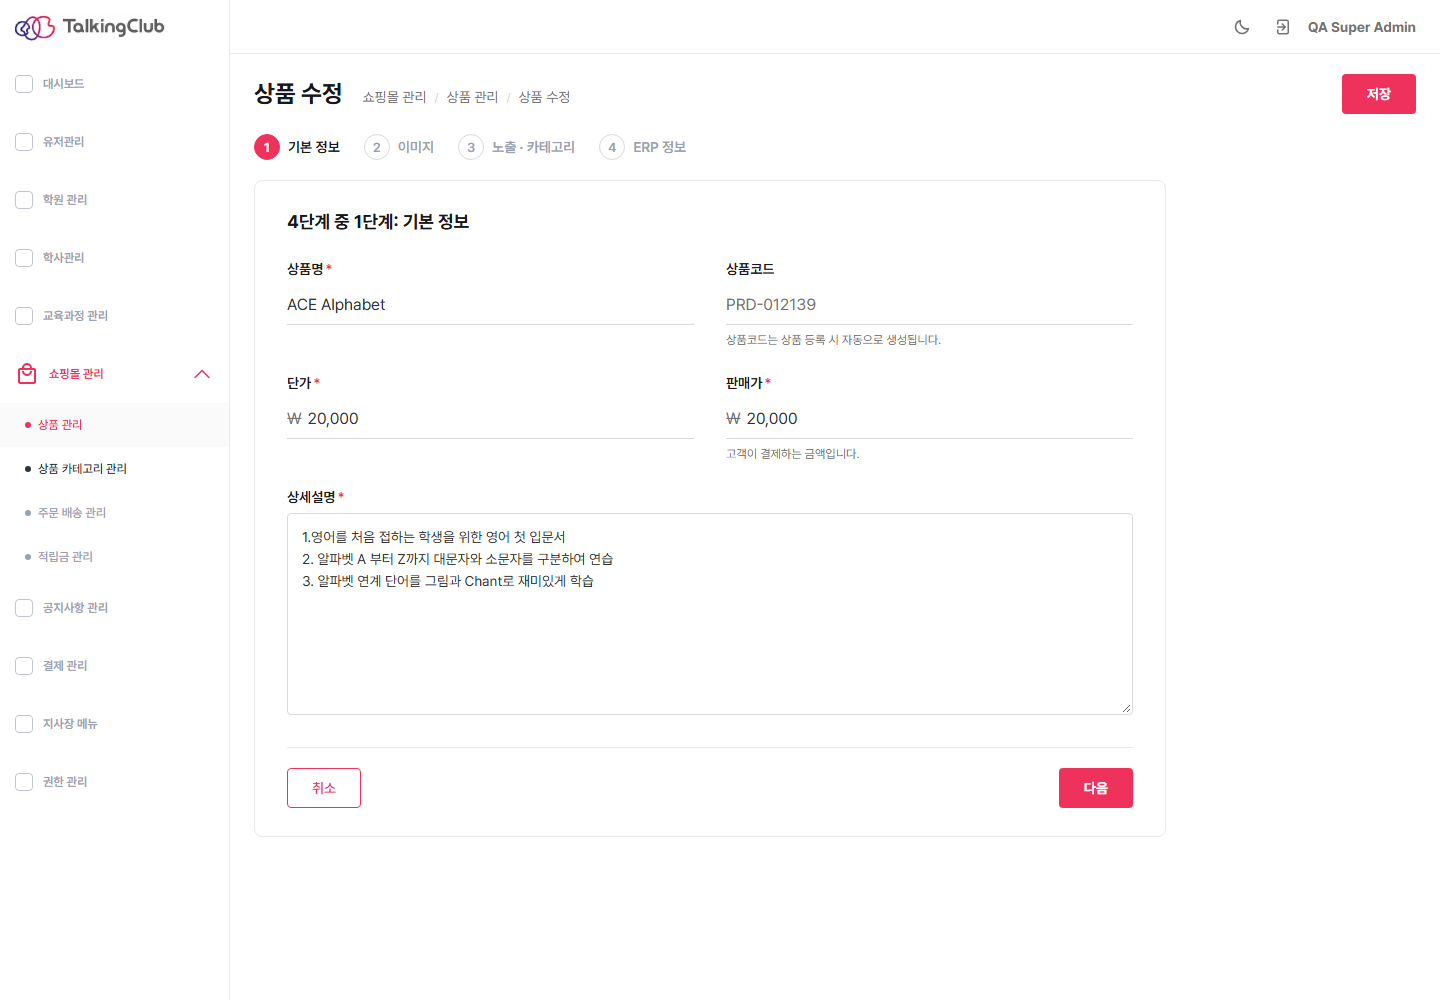 TalkingClub
QA Super Admin
대시보드
유저관리
학원 관리
학사관리
교육과정 관리
쇼핑몰 관리
상품 관리
상품 카테고리 관리
주문 배송 관리
적립금 관리
공지사항 관리
결제 관리
지사장 메뉴
권한 관리
상품 수정
쇼핑몰 관리 / 상품 관리 / 상품 수정
저장
1 기본 정보 2 이미지 3 노출 · 카테고리 4 ERP 정보
4단계 중 1단계: 기본 정보
상품명 *
ACE Alphabet
상품코드
PRD-012139
상품코드는 상품 등록 시 자동으로 생성됩니다.
단가 *
₩ 20,000
판매가 *
₩ 20,000
고객이 결제하는 금액입니다.
상세설명 *
1.영어를 처음 접하는 학생을 위한 영어 첫 입문서
2. 알파벳 A 부터 Z까지 대문자와 소문자를 구분하여 연습
3. 알파벳 연계 단어를 그림과 Chant로 재미있게 학습
취소
다음